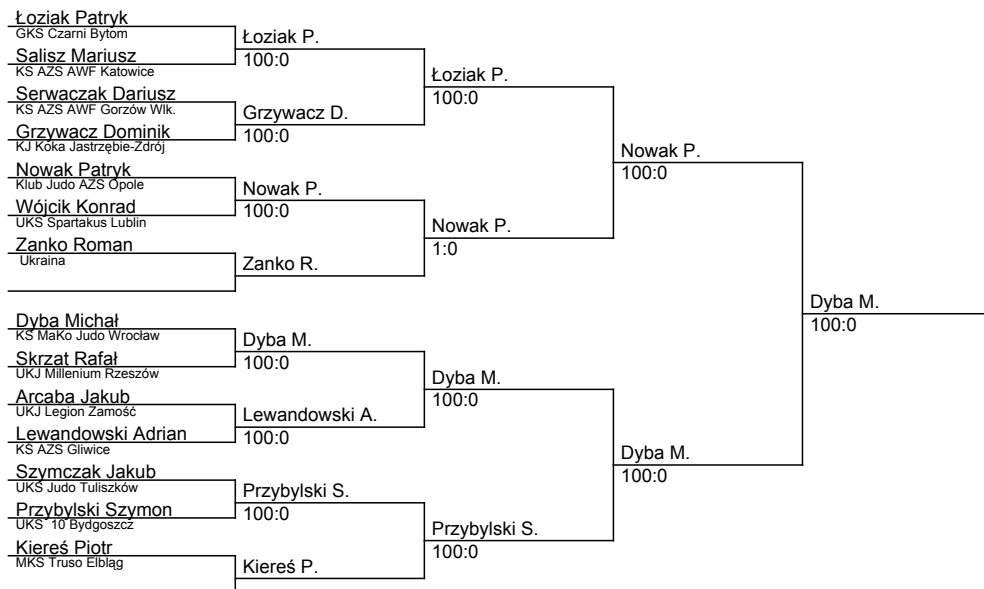 Łoziak Patryk
GKS Czarni Bytom
Salisz Mariusz
KS AZS AWF Katowice
Serwaczak Dariusz
KS AZS AWF Gorzów Wlk.
Grzywacz Dominik
KJ Koka Jastrzębie-Zdrój
Nowak Patryk
Klub Judo AZS Opole
Wójcik Konrad
UKS Spartakus Lublin
Zanko Roman
Ukraina
Dyba Michał
KS MaKo Judo Wrocław
Skrzat Rafał
UKJ Millenium Rzeszów
Arcaba Jakub
UKJ Legion Zamość
Lewandowski Adrian
KS AZS Gliwice
Szymczak Jakub
UKS Judo Tuliszków
Przybylski Szymon
UKS 10 Bydgoszcz
Kiereś Piotr
MKS Truso Elbląg
Łoziak P.
100:0
Grzywacz D.
100:0
Nowak P.
100:0
Zanko R.
Dyba M.
100:0
Lewandowski A.
100:0
Przybylski S.
100:0
Kiereś P.
Łoziak P.
100:0
Nowak P.
1:0
Dyba M.
100:0
Przybylski S.
100:0
Nowak P.
100:0
Dyba M.
100:0
Dyba M.
100:0